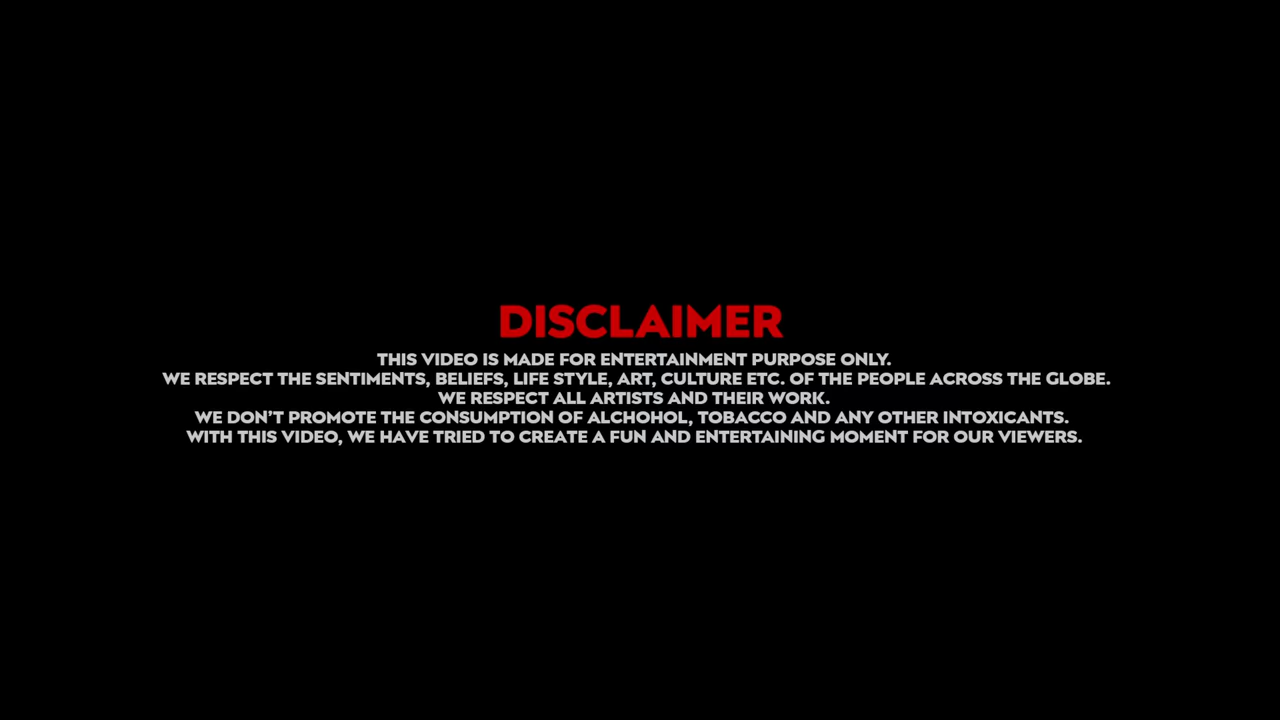 DISCLAIMER
THIS VIDEO IS MADE FOR ENTERTAINMENT PURPOSE ONLY.
WE RESPECT THE SENTIMENTS, BELIEFS, LIFE STYLE, ART, CULTURE ETC. OF THE PEOPLE ACROSS THE GLOBE.
WE RESPECT ALL ARTISTS AND THEIR WORK.
WE DON'T PROMOTE THE CONSUMPTION OF ALCHOHOL, TOBACCO AND ANY OTHER INTOXICANTS.
WITH THIS VIDEO, WE HAVE TRIED TO CREATE A FUN AND ENTERTAINING MOMENT FOR OUR VIEWERS.